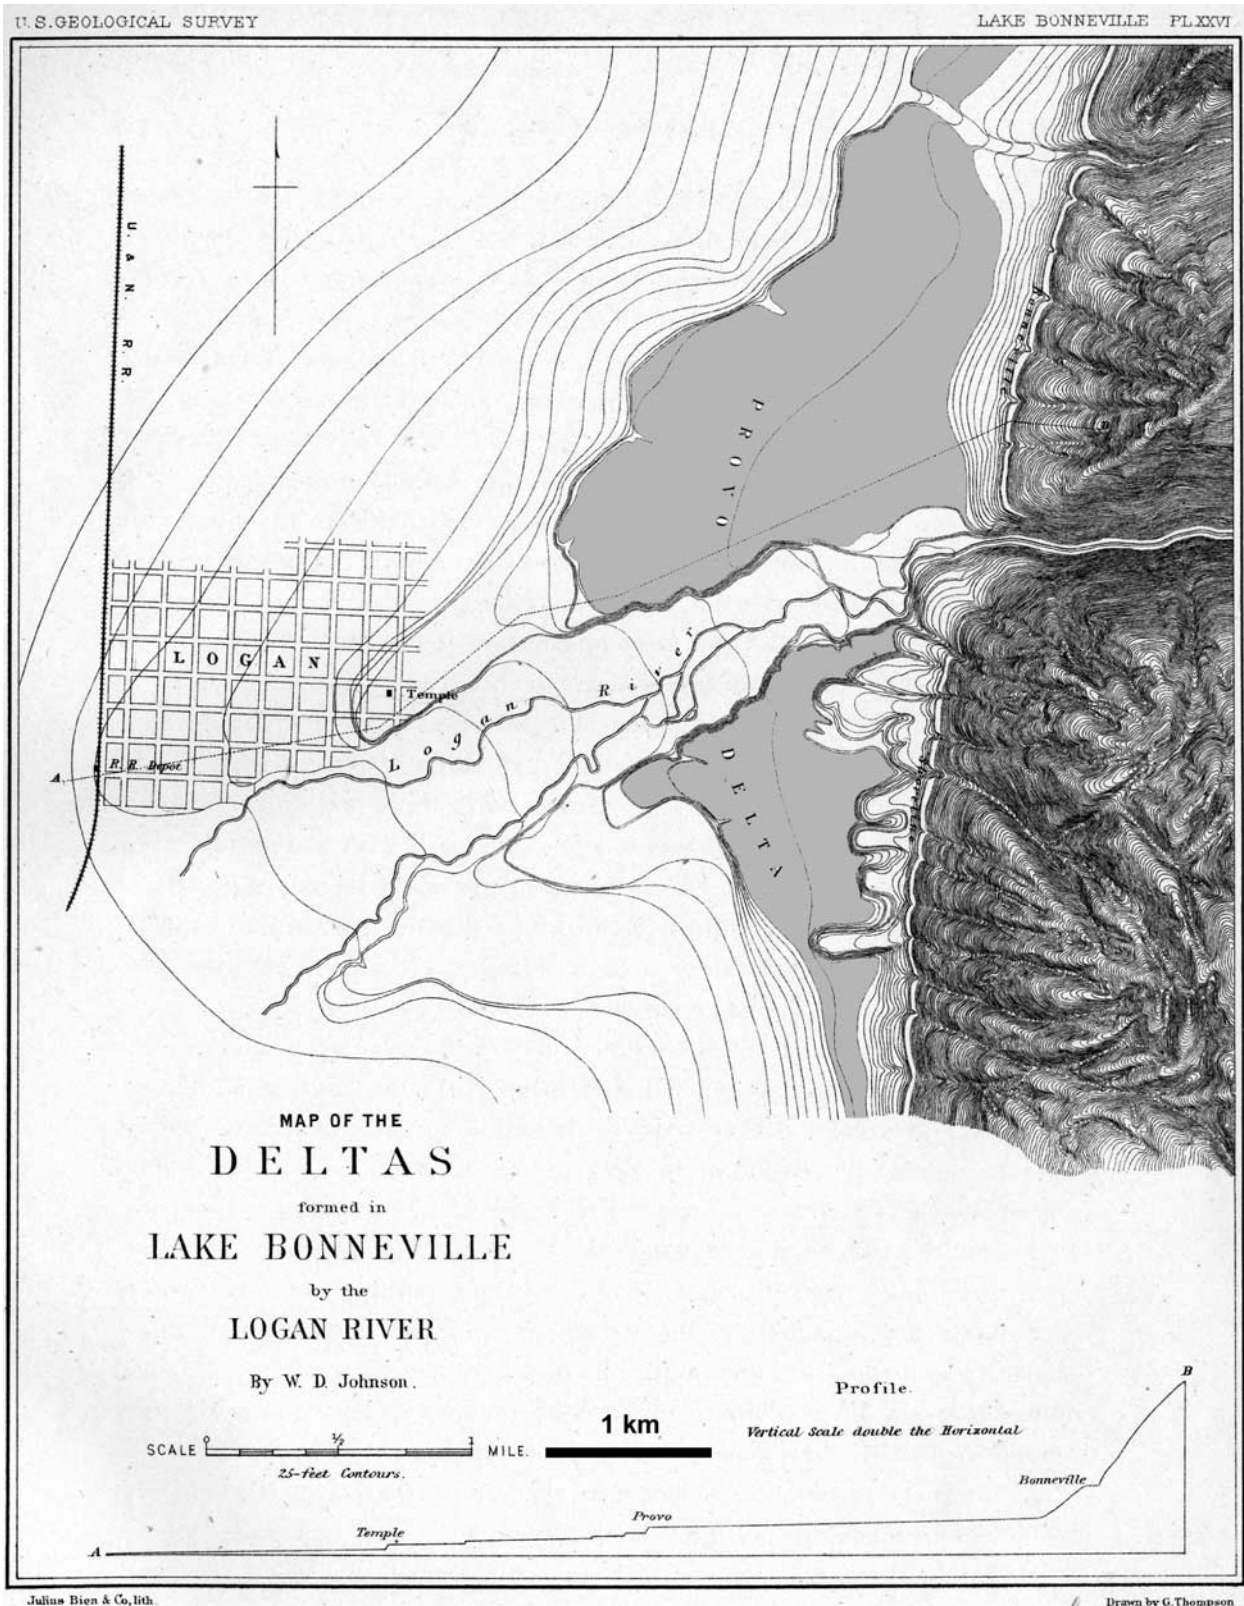 U.S. GEOLOGICAL SURVEY
LAKE BONNEVILLE PL.XXVI
U. & N. R. R.
Bonneville
B
PROVO
LOGAN
Temple
Logan River
R. R. Depot
A
DELTA
Bonneville
MAP OF THE
DELTAS
formed in
LAKE BONNEVILLE
by the
LOGAN RIVER
By W. D. Johnson.
SCALE 0 ½ 1 MILE.
25-feet Contours.
1 km
Profile.
Vertical Scale double the Horizontal
B
Bonneville
Provo
Temple
A
Julius Bien & Co, lith.
Drawn by G. Thompson